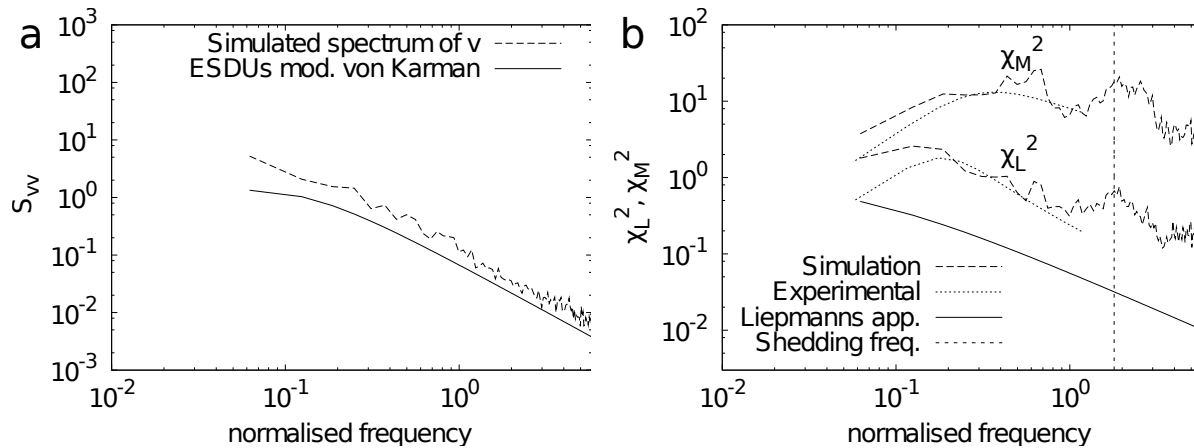 a
10^3
10^2
10^1
10^0
10^-1
10^-2
10^-3
S_vv
Simulated spectrum of v
ESDUs mod. von Karman
10^-2
10^-1
10^0
normalised frequency
b
10^2
10^1
10^0
10^-1
10^-2
χ_L^2, χ_M^2
χ_M^2
χ_L^2
Simulation
Experimental
Liepmanns app.
Shedding freq.
10^-2
10^-1
10^0
normalised frequency